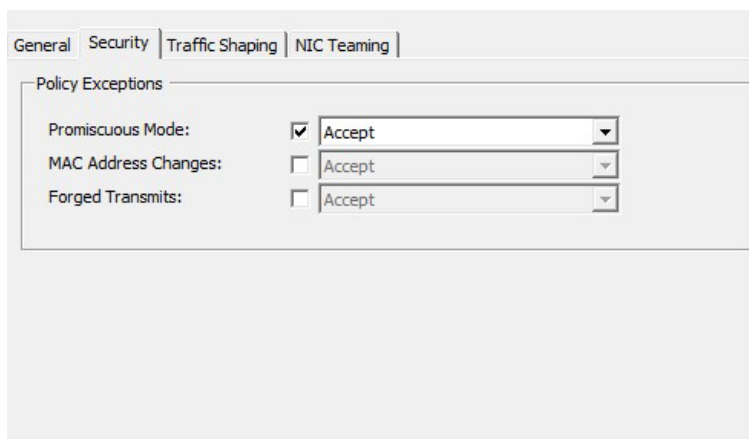 General Security Traffic Shaping NIC Teaming
Policy Exceptions
Promiscuous Mode: Accept
MAC Address Changes: Accept
Forged Transmits: Accept